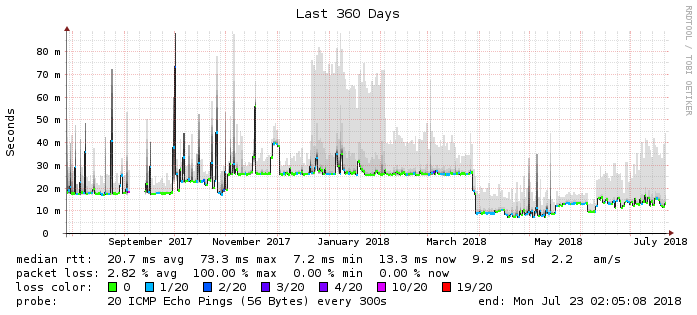 Last 360 Days
RRDTOOL / TOBI OETIKER
Seconds
80 m
70 m
60 m
50 m
40 m
30 m
20 m
10 m
0
September 2017 November 2017 January 2018 March 2018 May 2018 July 2018
median rtt: 20.7 ms avg 73.3 ms max 7.2 ms min 13.3 ms now 9.2 ms sd 2.2 am/s
packet loss: 2.82 % avg 100.00 % max 0.00 % min 0.00 % now
loss color: 0 1/20 2/20 3/20 4/20 10/20 19/20
probe: 20 ICMP Echo Pings (56 Bytes) every 300s end: Mon Jul 23 02:05:08 2018